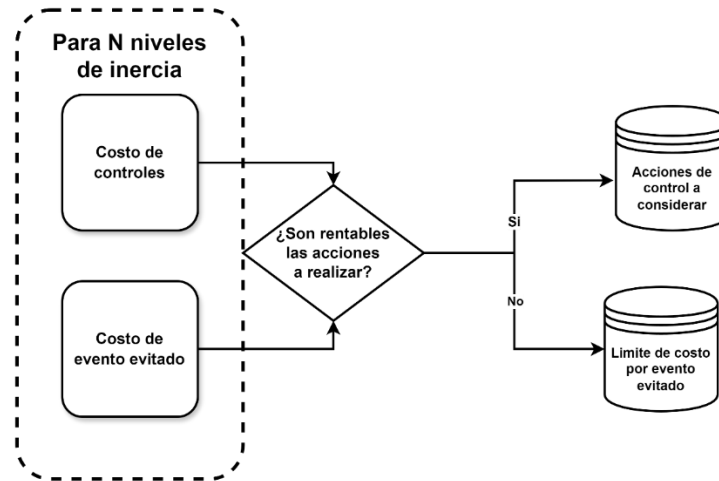 Para N niveles
de inercia
Costo de
controles
¿Son rentables
las acciones
a realizar?
Costo de
evento evitado
Si
No
Acciones de
control a
considerar
Limite de costo
por evento
evitado